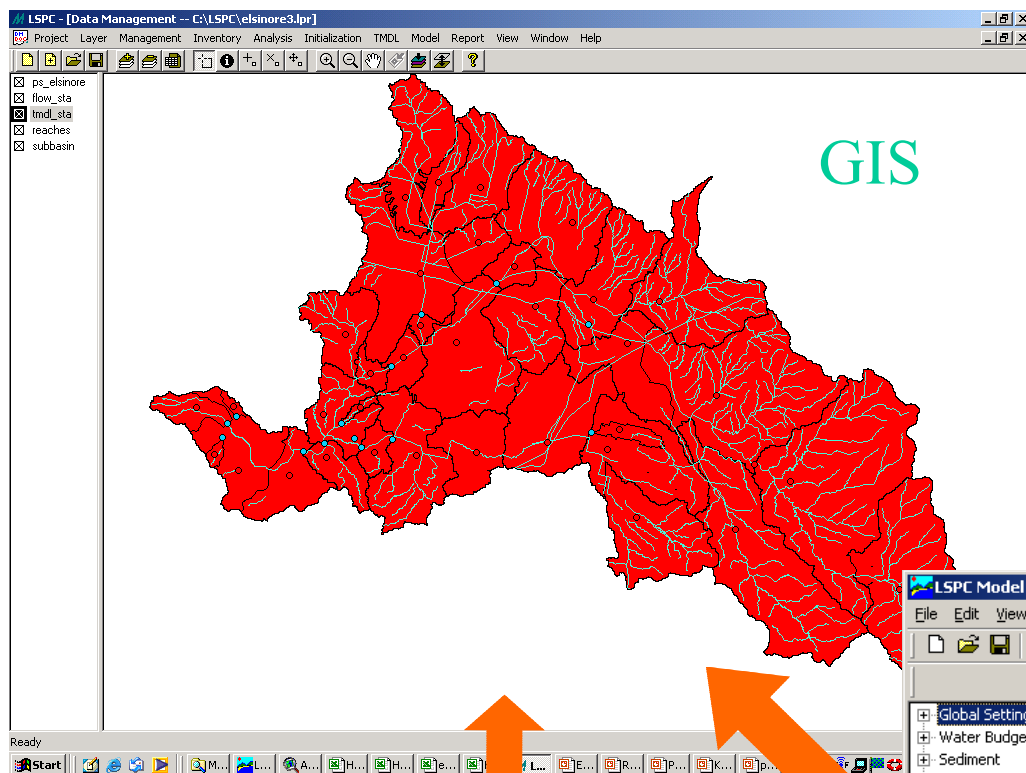 LSPC - [Data Management -- C:\LSPC\elsinore3.lpr]
Project Layer Management Inventory Analysis Initialization TMDL Model Report View Window Help
ps_elsinore
flow_sta
tmdl_sta
reaches
subbasin
GIS
LSPC Model
File Edit View
Global Setting
Water Budge
Sediment
Ready
Start M... L... A... H... H... e... L... E... R... P... K... p...